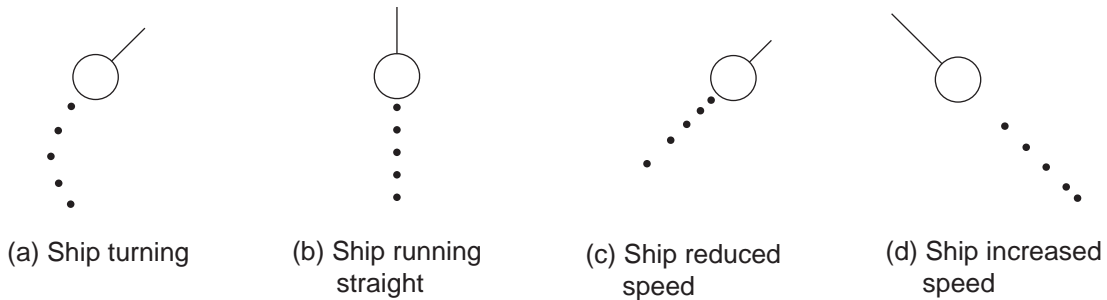 (a) Ship turning
(b) Ship running
straight
(c) Ship reduced
speed
(d) Ship increased
speed